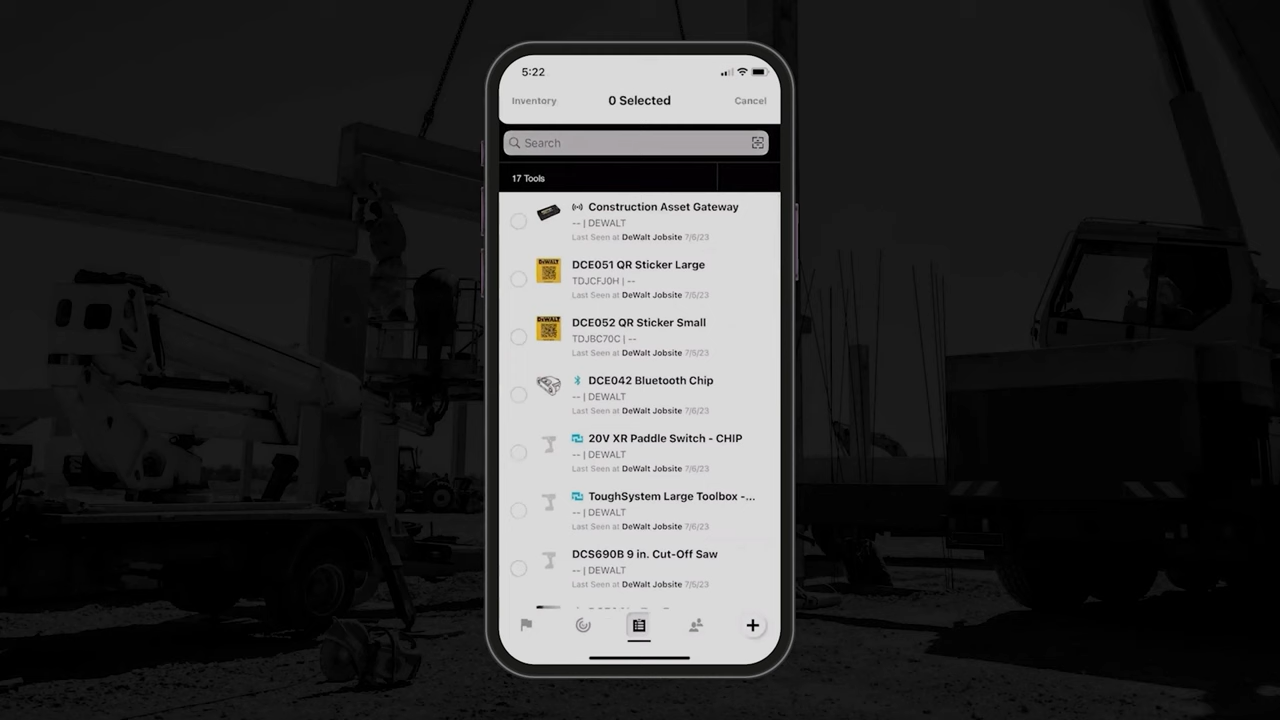 5:22
Inventory 0 Selected Cancel
Search
17 Tools
Construction Asset Gateway
-- | DEWALT
Last Seen at DeWalt Jobsite 7/6/23
DEWALT
DCE051 QR Sticker Large
TDJCFJ0H | --
Last Seen at DeWalt Jobsite 7/5/23
DEWALT
DCE052 QR Sticker Small
TDJBC70C | --
Last Seen at DeWalt Jobsite 7/5/23
DCE042 Bluetooth Chip
-- | DEWALT
Last Seen at DeWalt Jobsite 7/6/23
20V XR Paddle Switch - CHIP
-- | DEWALT
Last Seen at DeWalt Jobsite 7/6/23
ToughSystem Large Toolbox -...
-- | DEWALT
Last Seen at DeWalt Jobsite 7/6/23
DCS690B 9 in. Cut-Off Saw
-- | DEWALT
Last Seen at DeWalt Jobsite 7/5/23